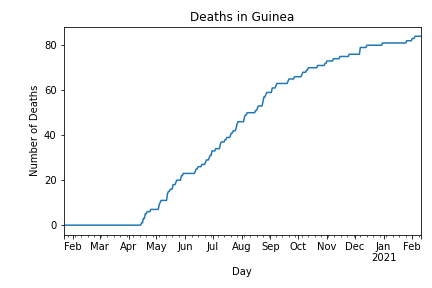 Deaths in Guinea
Number of Deaths
80
60
40
20
0
Feb Mar Apr May Jun Jul Aug Sep Oct Nov Dec Jan Feb
2021
Day